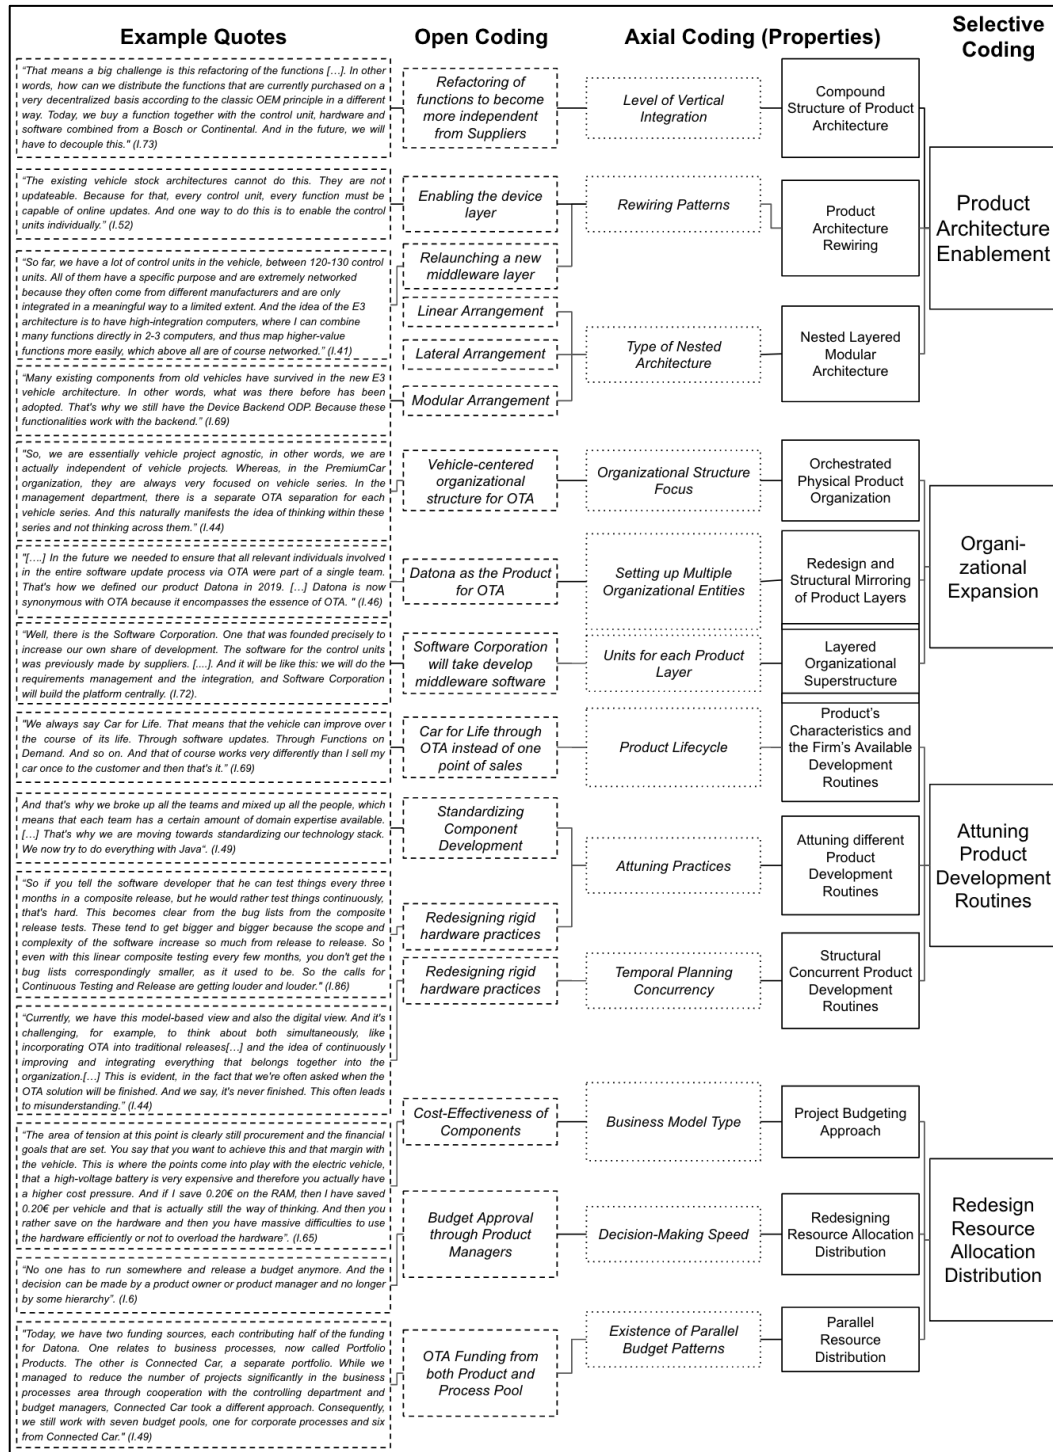 Example Quotes
Open Coding
Axial Coding (Properties)
Selective
Coding
“That means a big challenge is this refactoring of the functions […]. In other
words, how can we distribute the functions that are currently purchased on a
very decentralized basis according to the classic OEM principle in a different
way. Today, we buy a function together with the control unit, hardware and
software combined from a Bosch or Continental. And in the future, we will
have to decouple this." (I.73)
Refactoring of
functions to become
more independent
from Suppliers
Level of Vertical
Integration
Compound
Structure of Product
Architecture
“The existing vehicle stock architectures cannot do this. They are not
updateable. Because for that, every control unit, every function must be
capable of online updates. And one way to do this is to enable the control
units individually.” (I.52)
Enabling the device
layer
Rewiring Patterns
Product
Architecture
Rewiring
Product
Architecture
Enablement
“So far, we have a lot of control units in the vehicle, between 120-130 control
units. All of them have a specific purpose and are extremely networked
because they often come from different manufacturers and are only
integrated in a meaningful way to a limited extent. And the idea of the E3
architecture is to have high-integration computers, where I can combine
many functions directly in 2-3 computers, and thus map higher-value
functions more easily, which above all are of course networked.” (I.41)
Relaunching a new
middleware layer
Linear Arrangement
Lateral Arrangement
Modular Arrangement
Type of Nested
Architecture
Nested Layered
Modular
Architecture
“Many existing components from old vehicles have survived in the new E3
vehicle architecture. In other words, what was there before has been
adopted. That's why we still have the Device Backend ODP. Because these
functionalities work with the backend.” (I.69)
"So, we are essentially vehicle project agnostic, in other words, we are
actually independent of vehicle projects. Whereas, in the PremiumCar
organization, they are always very focused on vehicle series. In the
management department, there is a separate OTA separation for each
vehicle series. And this naturally manifests the idea of thinking within these
series and not thinking across them.” (I.44)
Vehicle-centered
organizational
structure for OTA
Organizational Structure
Focus
Orchestrated
Physical Product
Organization
"[….] In the future we needed to ensure that all relevant individuals involved
in the entire software update process via OTA were part of a single team.
That's how we defined our product Datona in 2019. […] Datona is now
synonymous with OTA because it encompasses the essence of OTA. " (I.46)
Datona as the Product
for OTA
Setting up Multiple
Organizational Entities
Redesign and
Structural Mirroring
of Product Layers
Organi-
zational
Expansion
“Well, there is the Software Corporation. One that was founded precisely to
increase our own share of development. The software for the control units
was previously made by suppliers. [....]. And it will be like this: we will do the
requirements management and the integration, and Software Corporation
will build the platform centrally. (I.72).
Software Corporation
will take develop
middleware software
Units for each Product
Layer
Layered
Organizational
Superstructure
"We always say Car for Life. That means that the vehicle can improve over
the course of its life. Through software updates. Through Functions on
Demand. And so on. And that of course works very differently than I sell my
car once to the customer and then that's it.” (I.69)
Car for Life through
OTA instead of one
point of sales
Product Lifecycle
Product’s
Characteristics and
the Firm’s Available
Development
Routines
And that's why we broke up all the teams and mixed up all the people, which
means that each team has a certain amount of domain expertise available.
[…] That's why we are moving towards standardizing our technology stack.
We now try to do everything with Java“. (I.49)
Standardizing
Component
Development
Attuning Practices
Attuning different
Product
Development
Routines
Attuning
Product
Development
Routines
“So if you tell the software developer that he can test things every three
months in a composite release, but he would rather test things continuously,
that's hard. This becomes clear from the bug lists from the composite
release tests. These tend to get bigger and bigger because the scope and
complexity of the software increase so much from release to release. So
even with this linear composite testing every few months, you don't get the
bug lists correspondingly smaller, as it used to be. So the calls for
Continuous Testing and Release are getting louder and louder." (I.86)
Redesigning rigid
hardware practices
Redesigning rigid
hardware practices
Temporal Planning
Concurrency
Structural
Concurrent Product
Development
Routines
“Currently, we have this model-based view and also the digital view. And it's
challenging, for example, to think about both simultaneously, like
incorporating OTA into traditional releases[…] and the idea of continuously
improving and integrating everything that belongs together into the
organization.[…] This is evident, in the fact that we're often asked when the
OTA solution will be finished. And we say, it's never finished. This often leads
to misunderstanding.” (I.44)
Cost-Effectiveness of
Components
Business Model Type
Project Budgeting
Approach
“The area of tension at this point is clearly still procurement and the financial
goals that are set. You say that you want to achieve this and that margin with
the vehicle. This is where the points come into play with the electric vehicle,
that a high-voltage battery is very expensive and therefore you actually have
a higher cost pressure. And if I save 0.20€ on the RAM, then I have saved
0.20€ per vehicle and that is actually still the way of thinking. And then you
rather save on the hardware and then you have massive difficulties to use
the hardware efficiently or not to overload the hardware”. (I.65)
Budget Approval
through Product
Managers
Decision-Making Speed
Redesigning
Resource Allocation
Distribution
Redesign
Resource
Allocation
Distribution
“No one has to run somewhere and release a budget anymore. And the
decision can be made by a product owner or product manager and no longer
by some hierarchy”. (I.6)
"Today, we have two funding sources, each contributing half of the funding
for Datona. One relates to business processes, now called Portfolio
Products. The other is Connected Car, a separate portfolio. While we
managed to reduce the number of projects significantly in the business
processes area through cooperation with the controlling department and
budget managers, Connected Car took a different approach. Consequently,
we still work with seven budget pools, one for corporate processes and six
from Connected Car." (I.49)
OTA Funding from
both Product and
Process Pool
Existence of Parallel
Budget Patterns
Parallel
Resource
Distribution